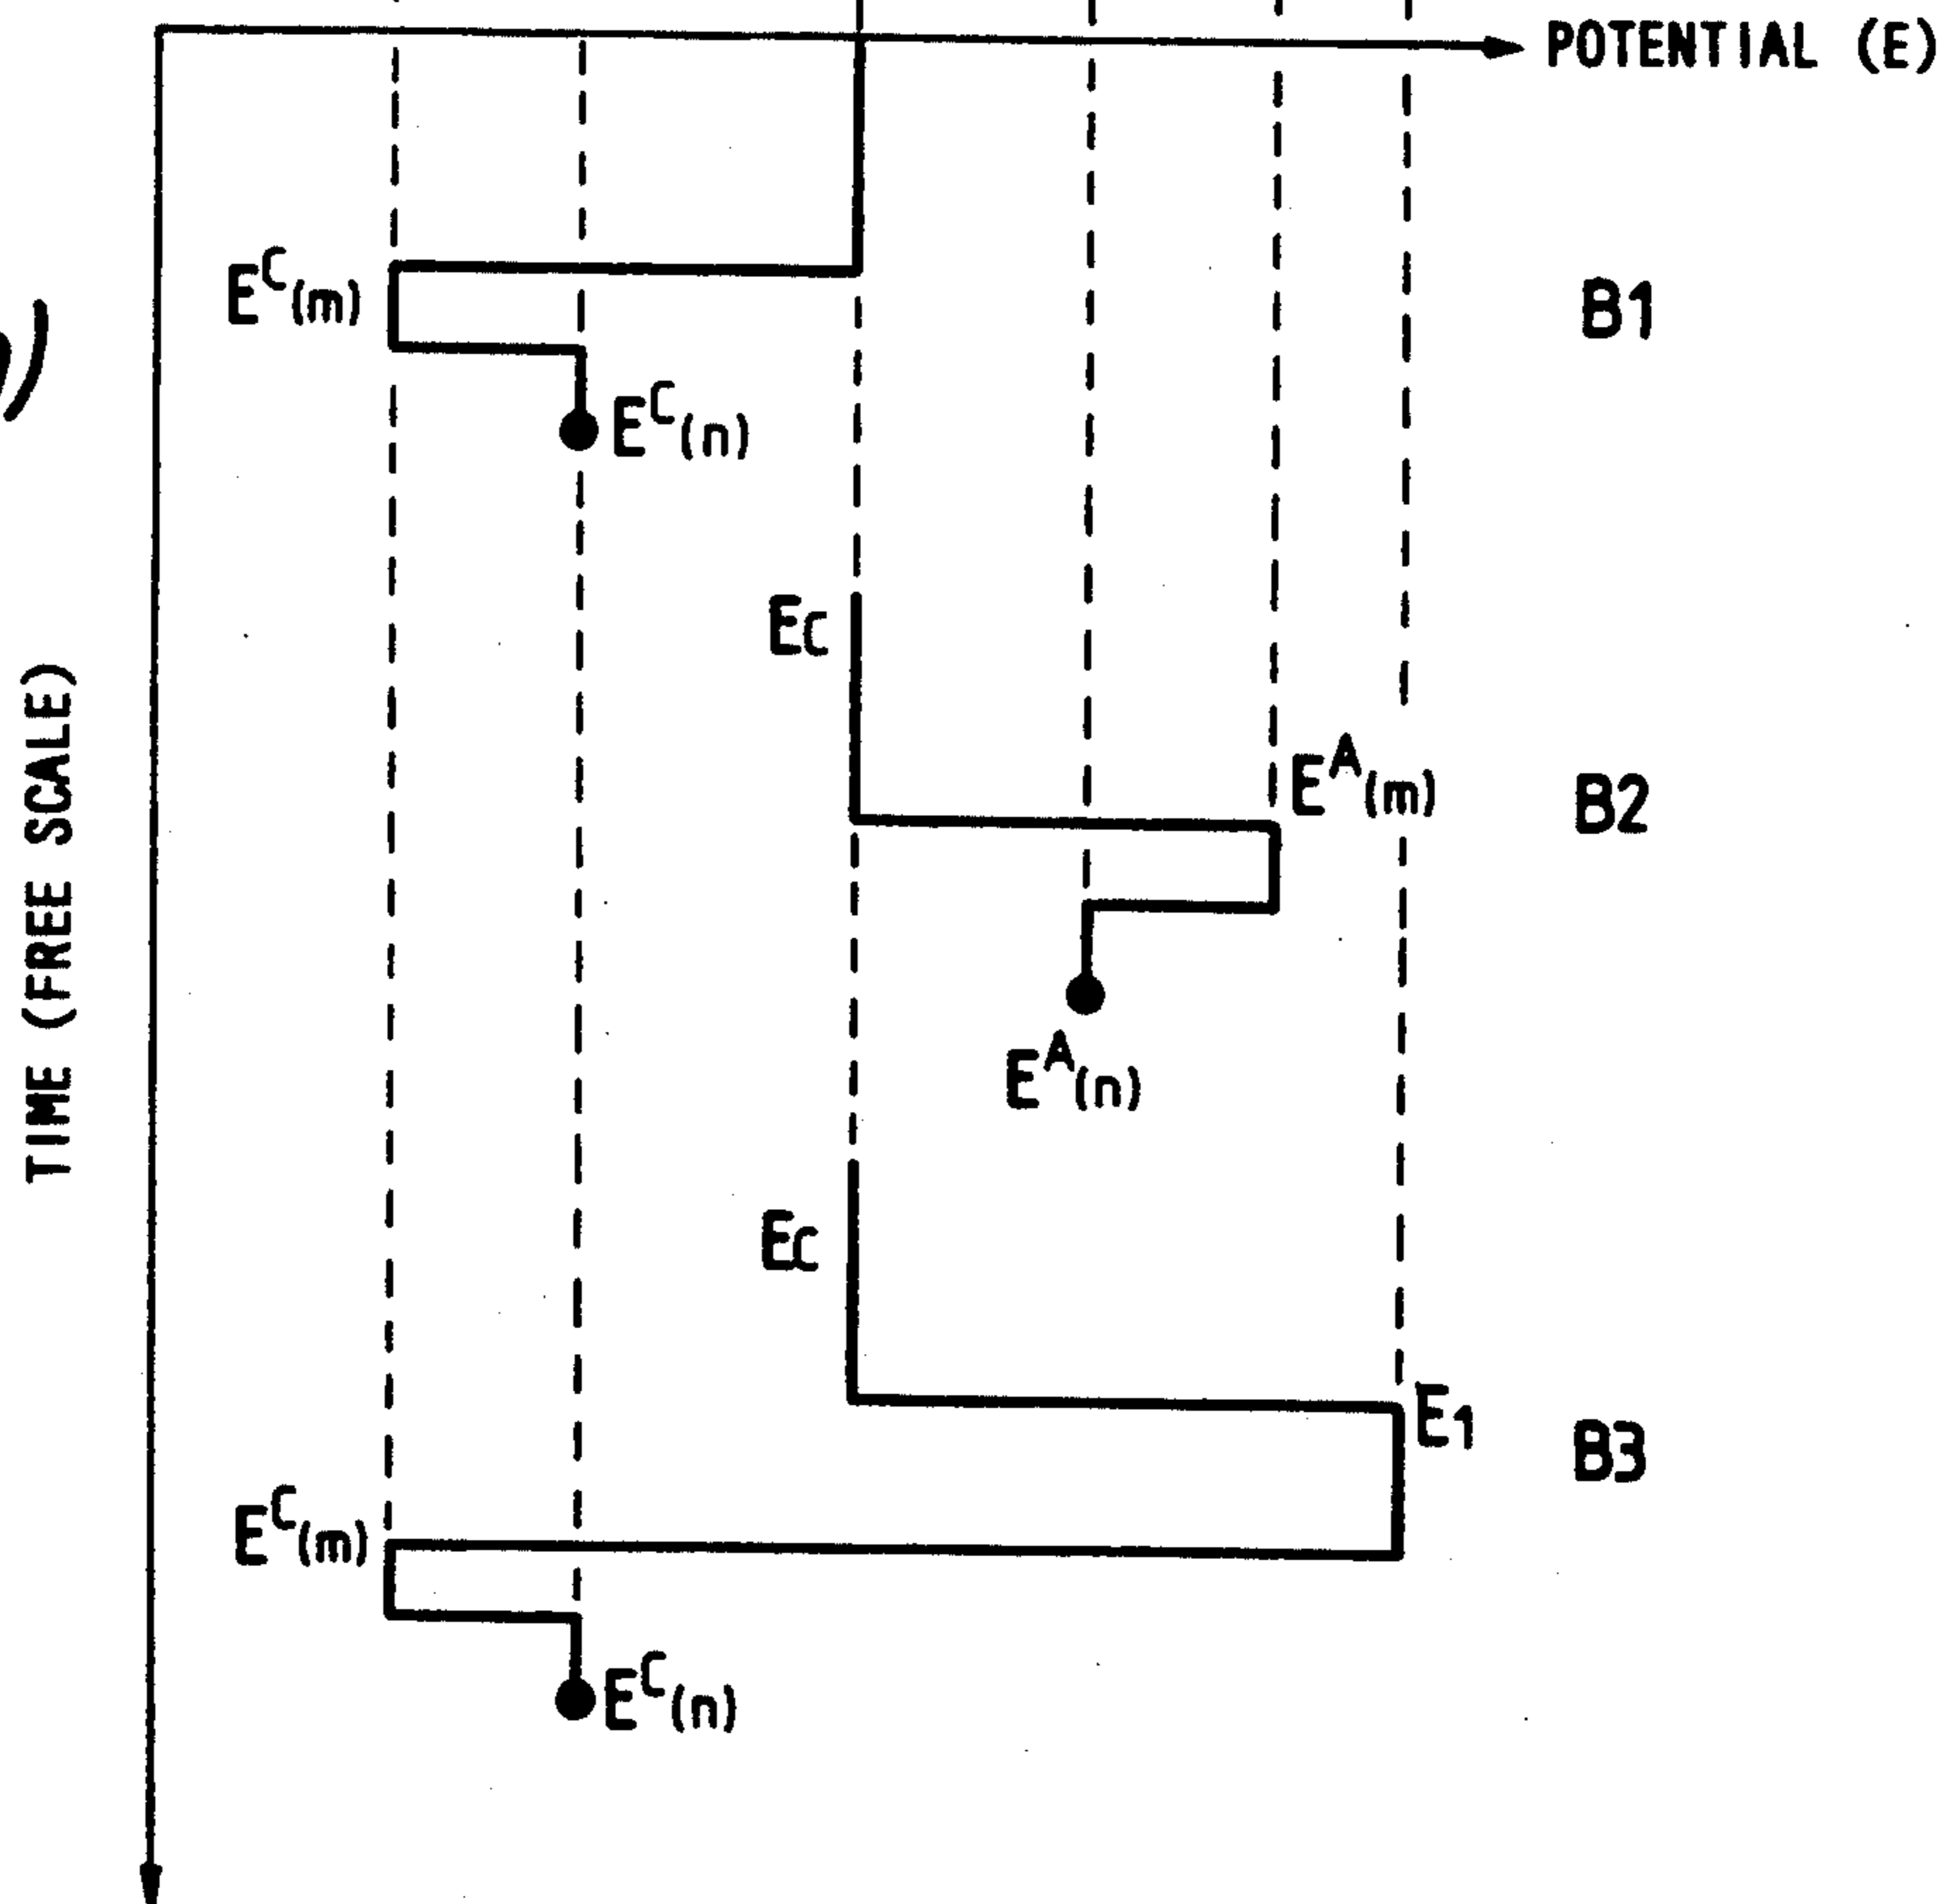 POTENTIAL (E)
E^C(m)
B1
E^C(n)
EC
E^A(m)
B2
TIME (FREE SCALE)
E^A(n)
EC
E1
B3
E^C(m)
E^C(n)